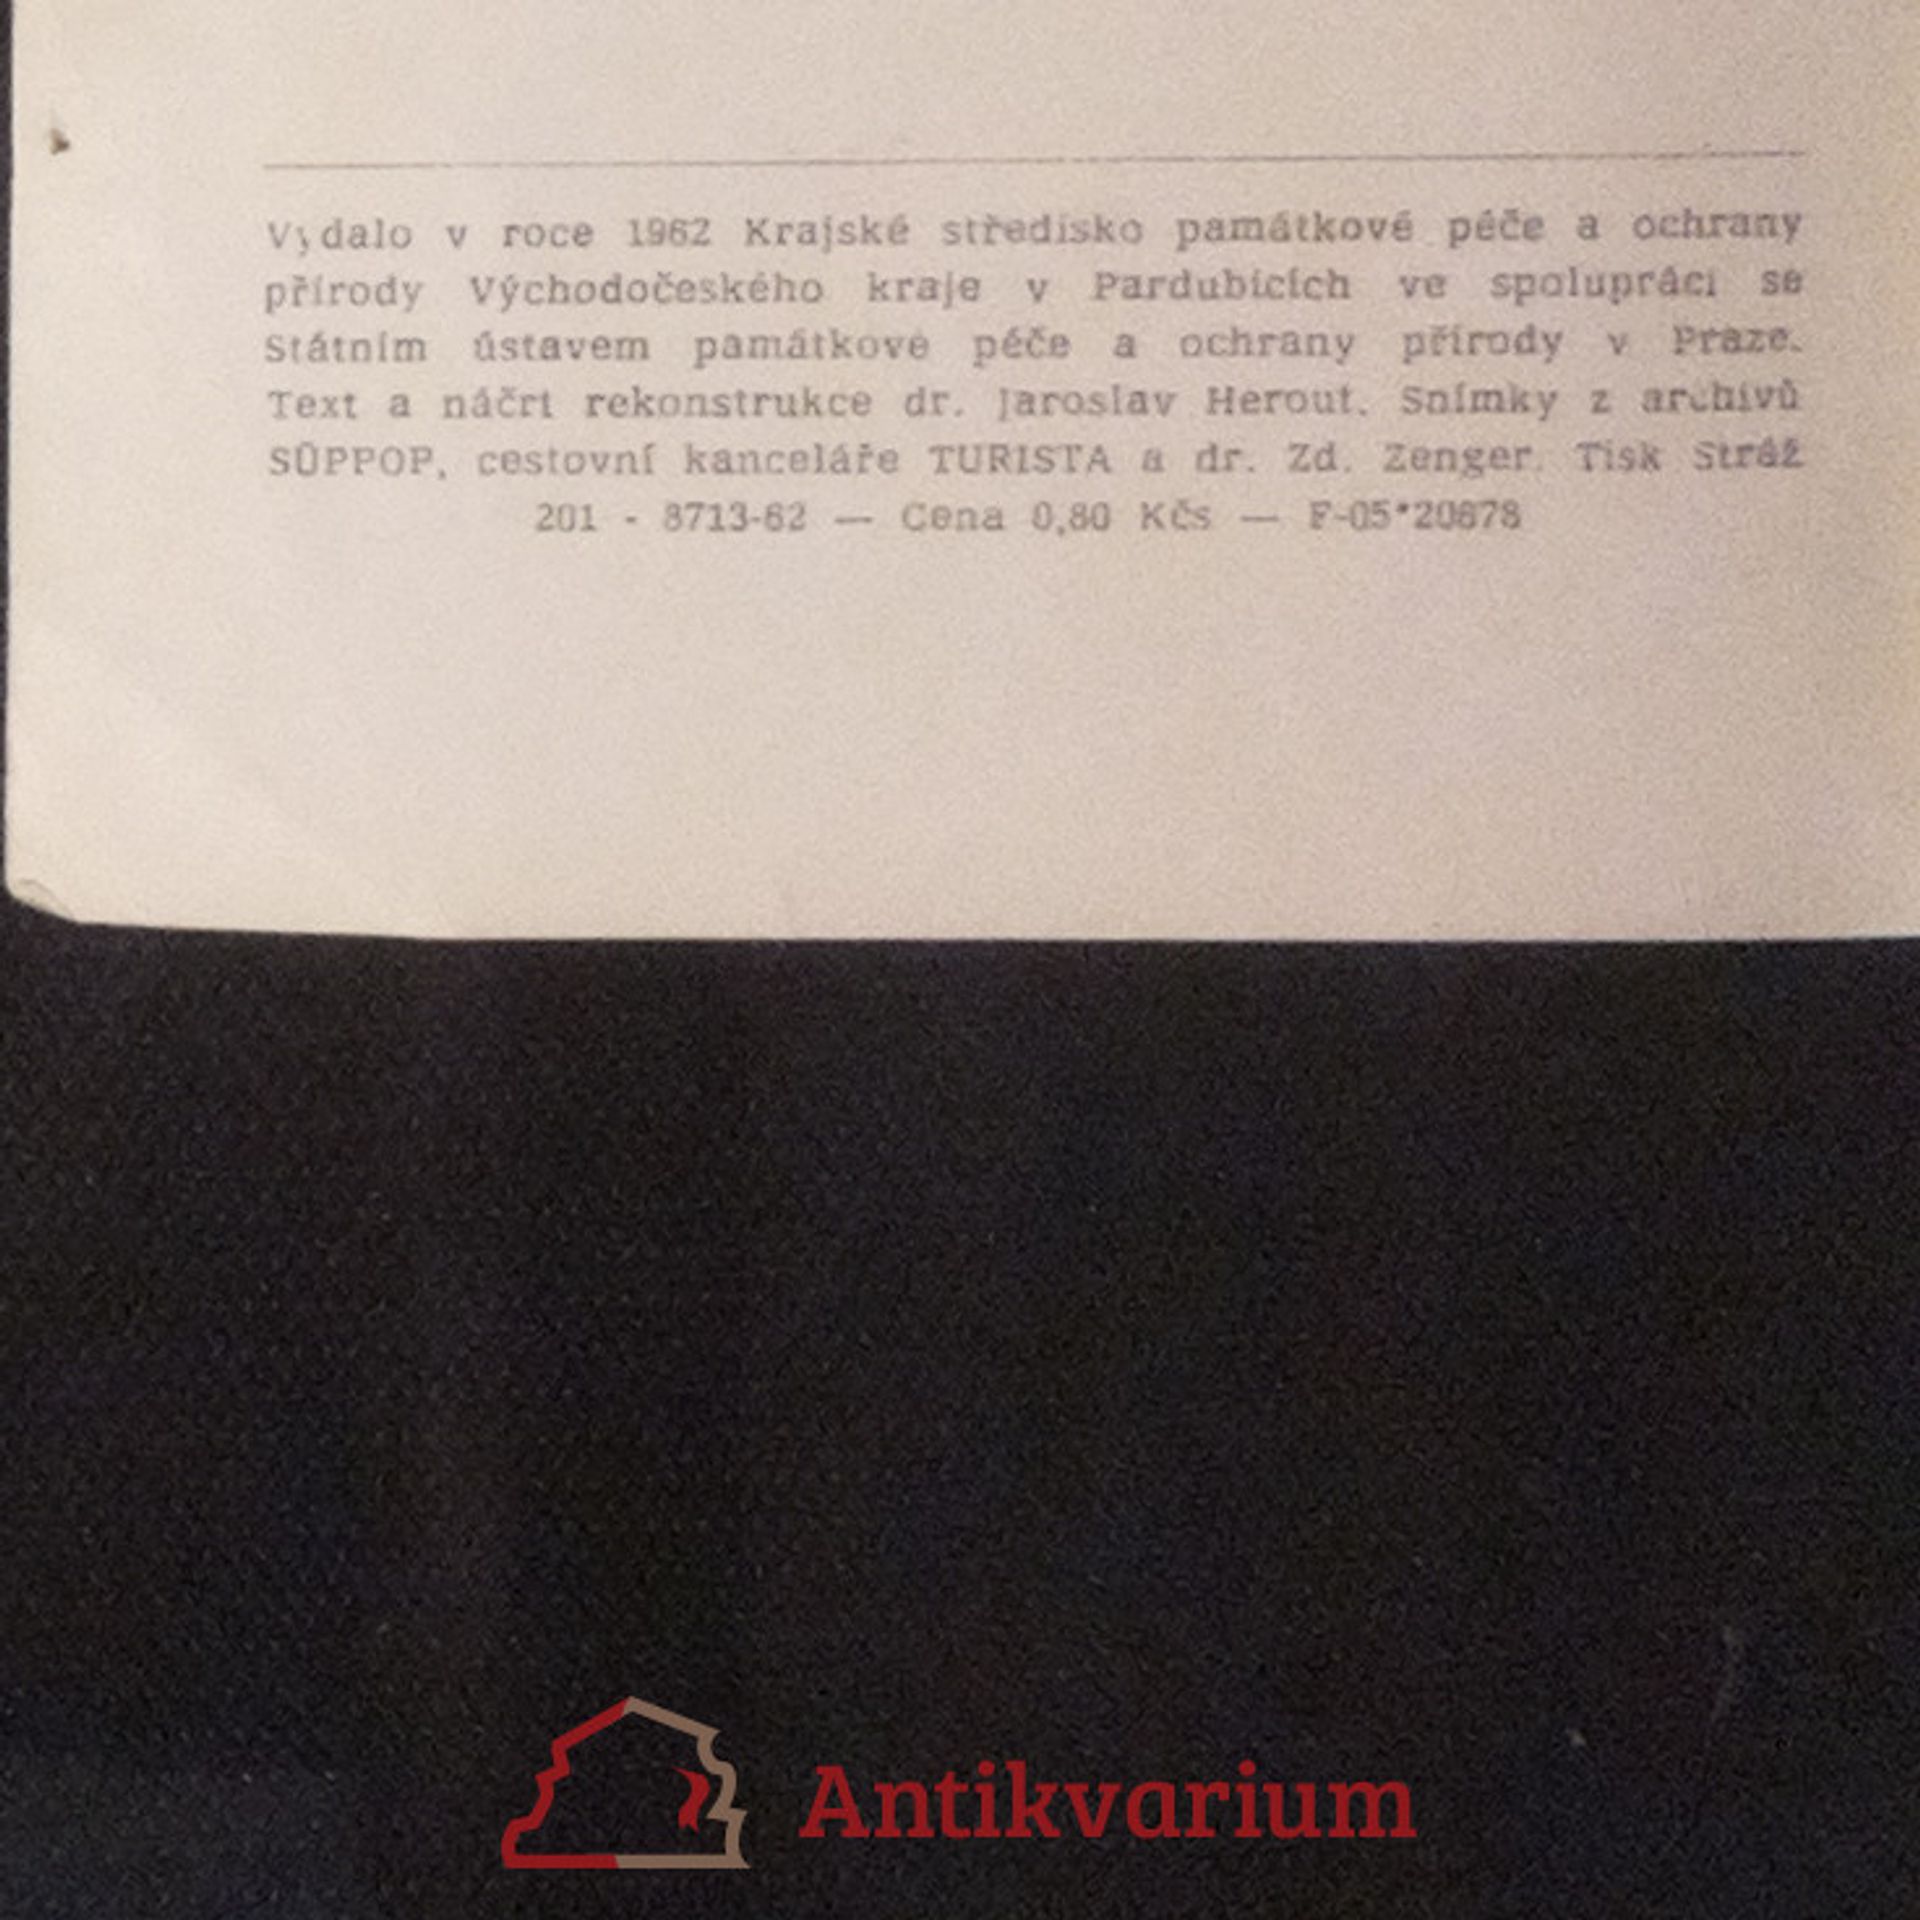 Vydalo v roce 1962 Krajské středisko památkové péče a ochrany
přírody Východočeského kraje v Pardubicích ve spolupráci se
Státním ústavem památkové péče a ochrany přírody v Praze.
Text a náčrt rekonstrukce dr. Jaroslav Herout. Snímky z archivů
SÚPPOP, cestovní kanceláře TURISTA a dr. Zd. Zenger. Tisk Stráž
201 - 8713-62 — Cena 0,80 Kčs — F-05*20878
Antikvarium